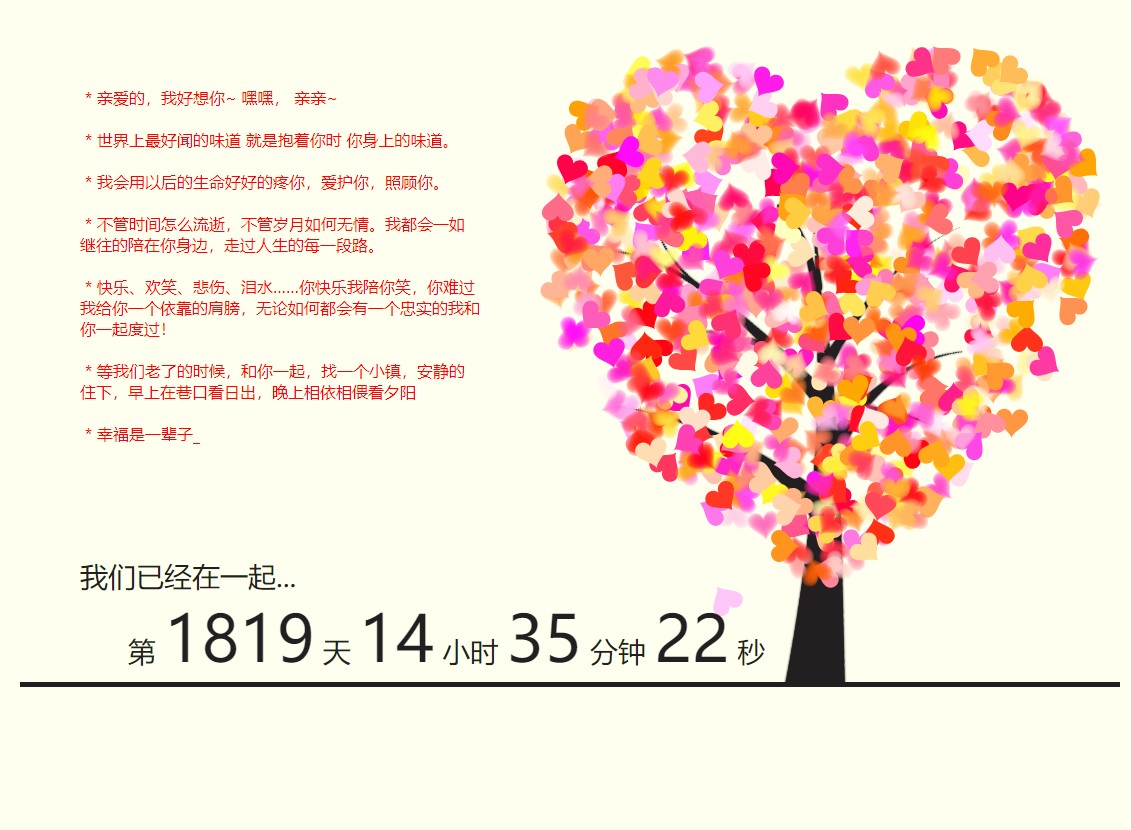 * 亲爱的，我好想你~ 嘿嘿， 亲亲~
* 世界上最好闻的味道 就是抱着你时 你身上的味道。
* 我会用以后的生命好好的疼你，爱护你，照顾你。
* 不管时间怎么流逝，不管岁月如何无情。我都会一如
继往的陪在你身边，走过人生的每一段路。
* 快乐、欢笑、悲伤、泪水……你快乐我陪你笑，你难过
我给你一个依靠的肩膀，无论如何都会有一个忠实的我和
你一起度过！
* 等我们老了的时候，和你一起，找一个小镇，安静的
住下，早上在巷口看日出，晚上相依相偎看夕阳
* 幸福是一辈子_
我们已经在一起…
第 1819 天 14 小时 35 分钟 22 秒